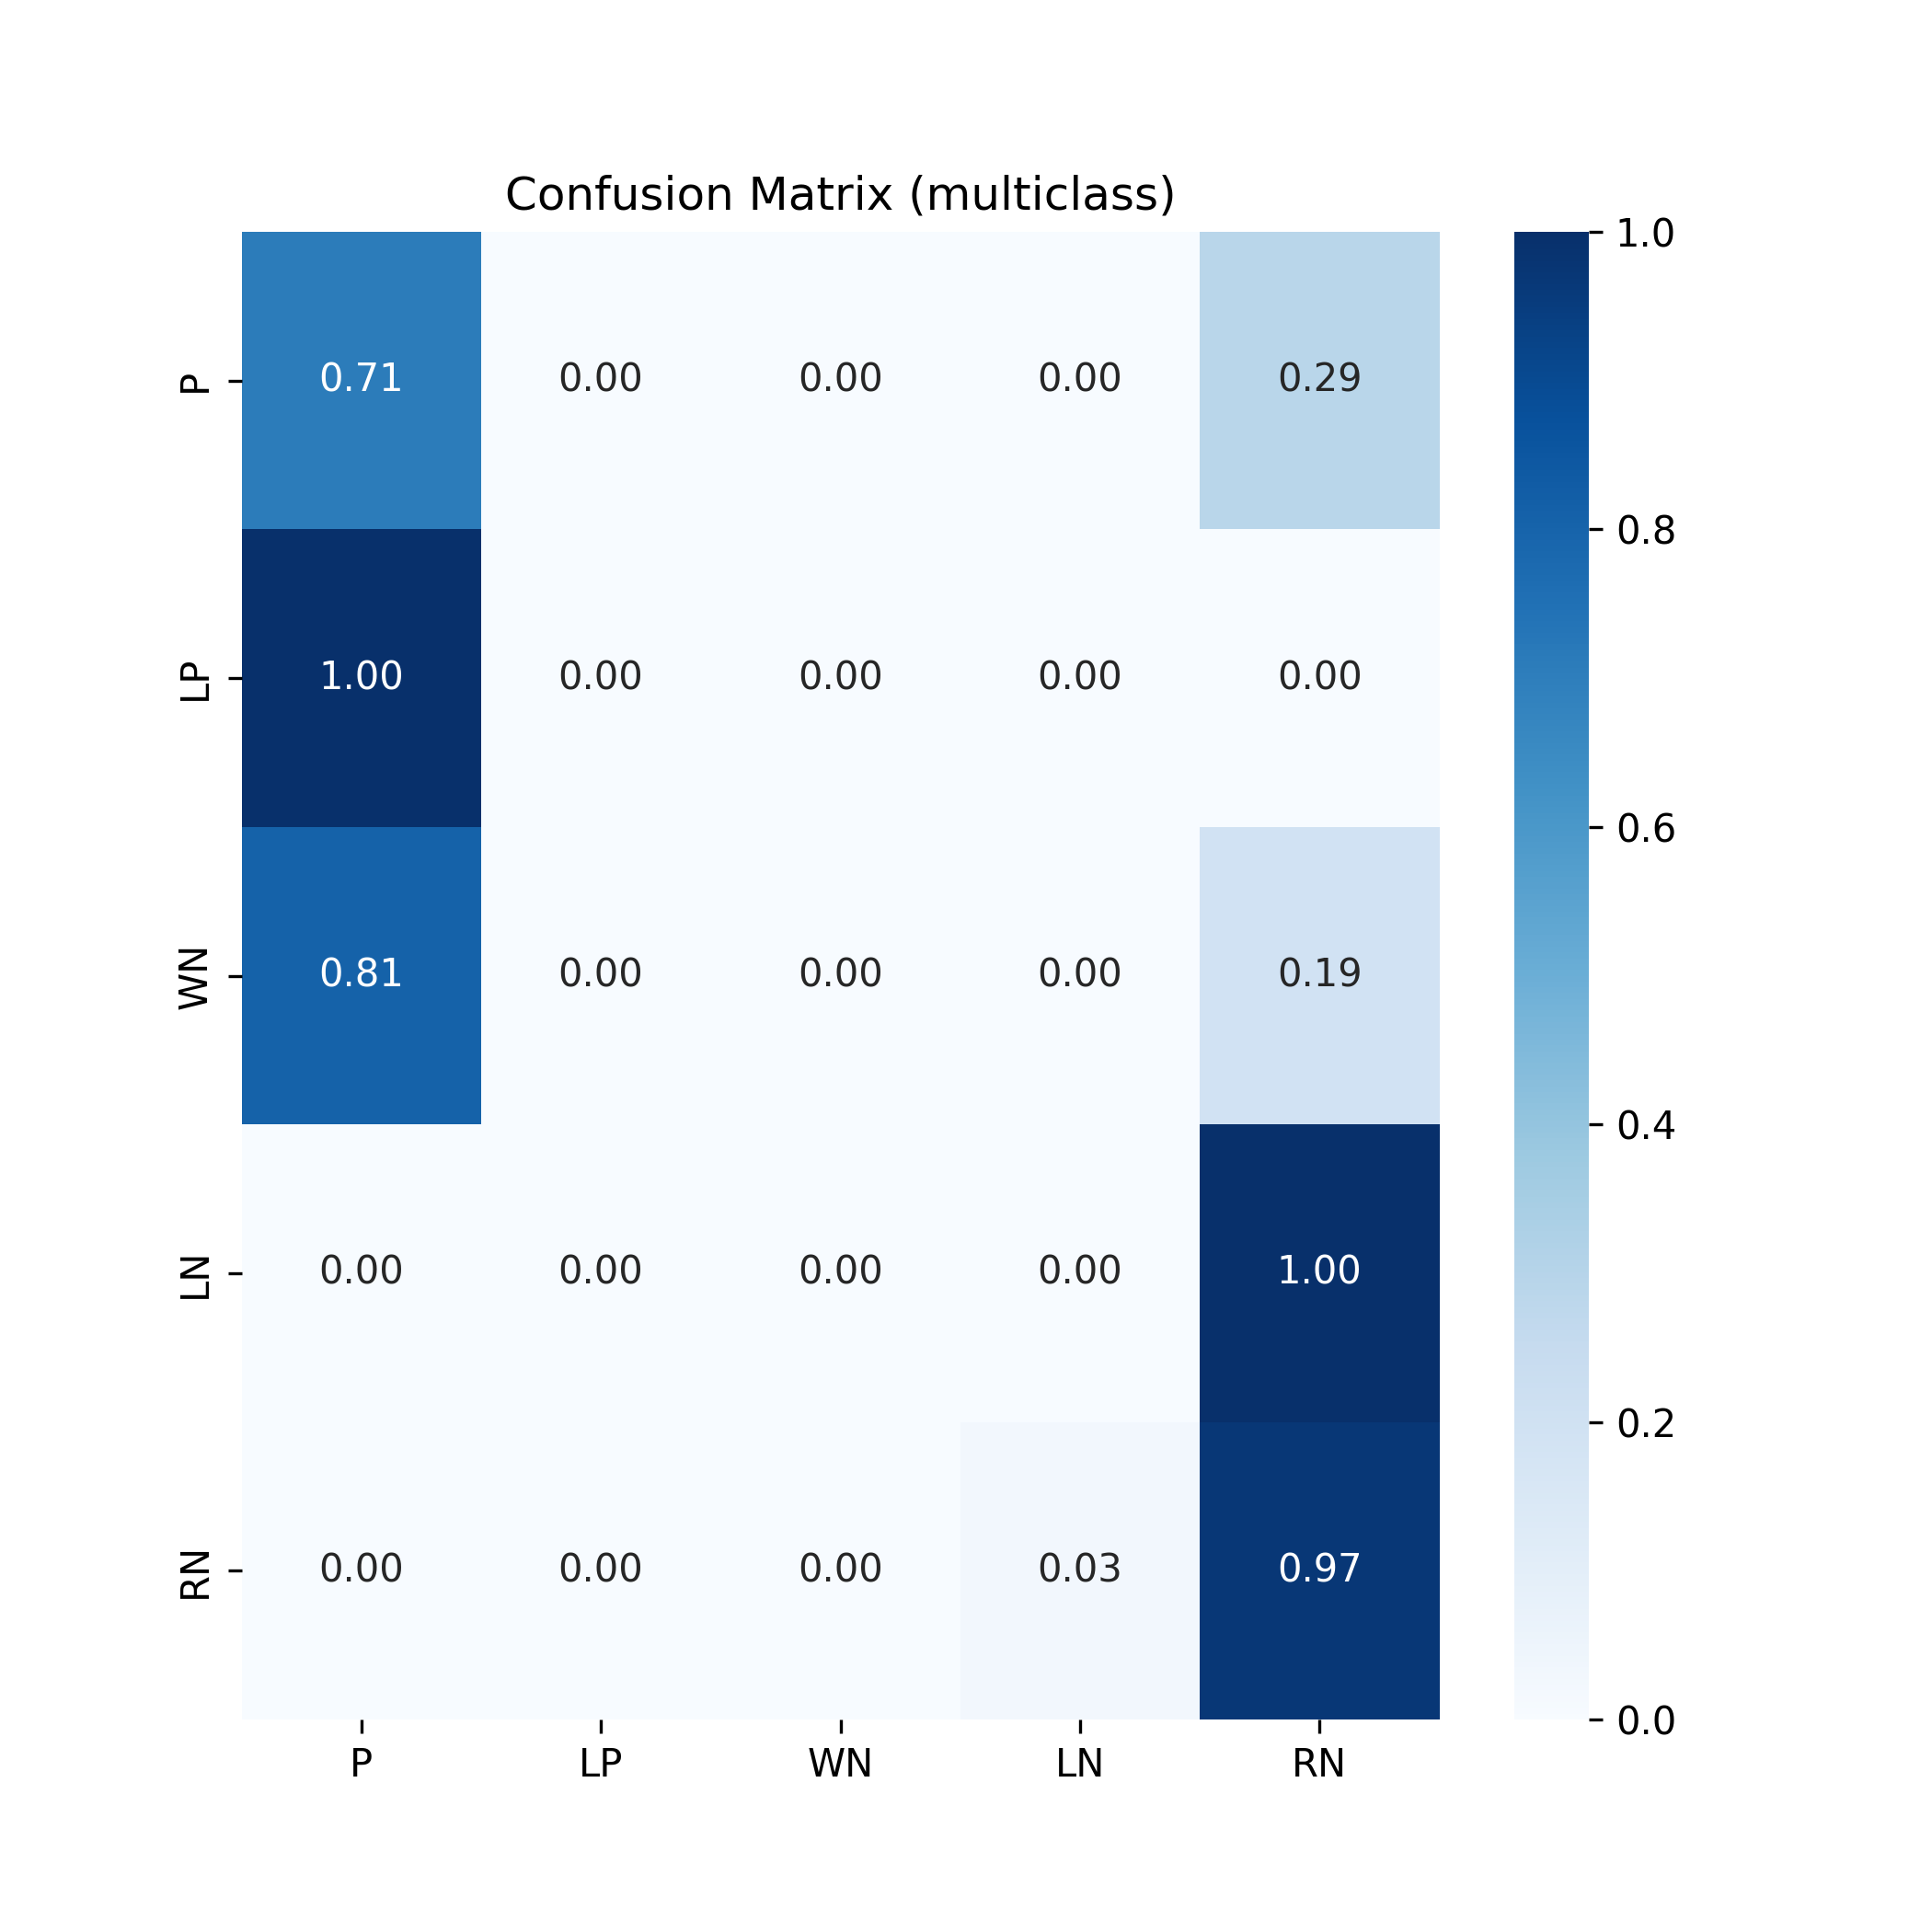 Confusion Matrix (multiclass)
P 0.71 0.00 0.00 0.00 0.29
LP 1.00 0.00 0.00 0.00 0.00
WN 0.81 0.00 0.00 0.00 0.19
LN 0.00 0.00 0.00 0.00 1.00
RN 0.00 0.00 0.00 0.03 0.97
P LP WN LN RN
1.0
0.8
0.6
0.4
0.2
0.0